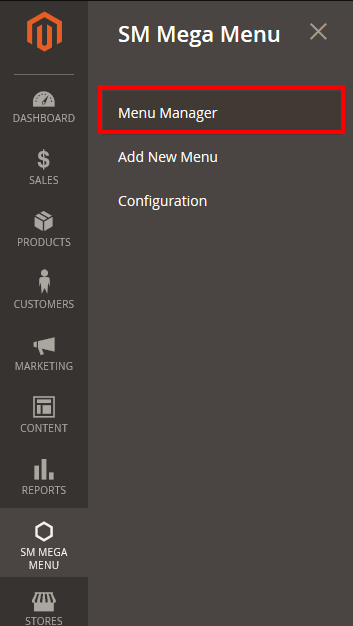 SM Mega Menu
Menu Manager
Add New Menu
Configuration
DASHBOARD
$
SALES
PRODUCTS
CUSTOMERS
MARKETING
CONTENT
REPORTS
SM MEGA
MENU
STORES